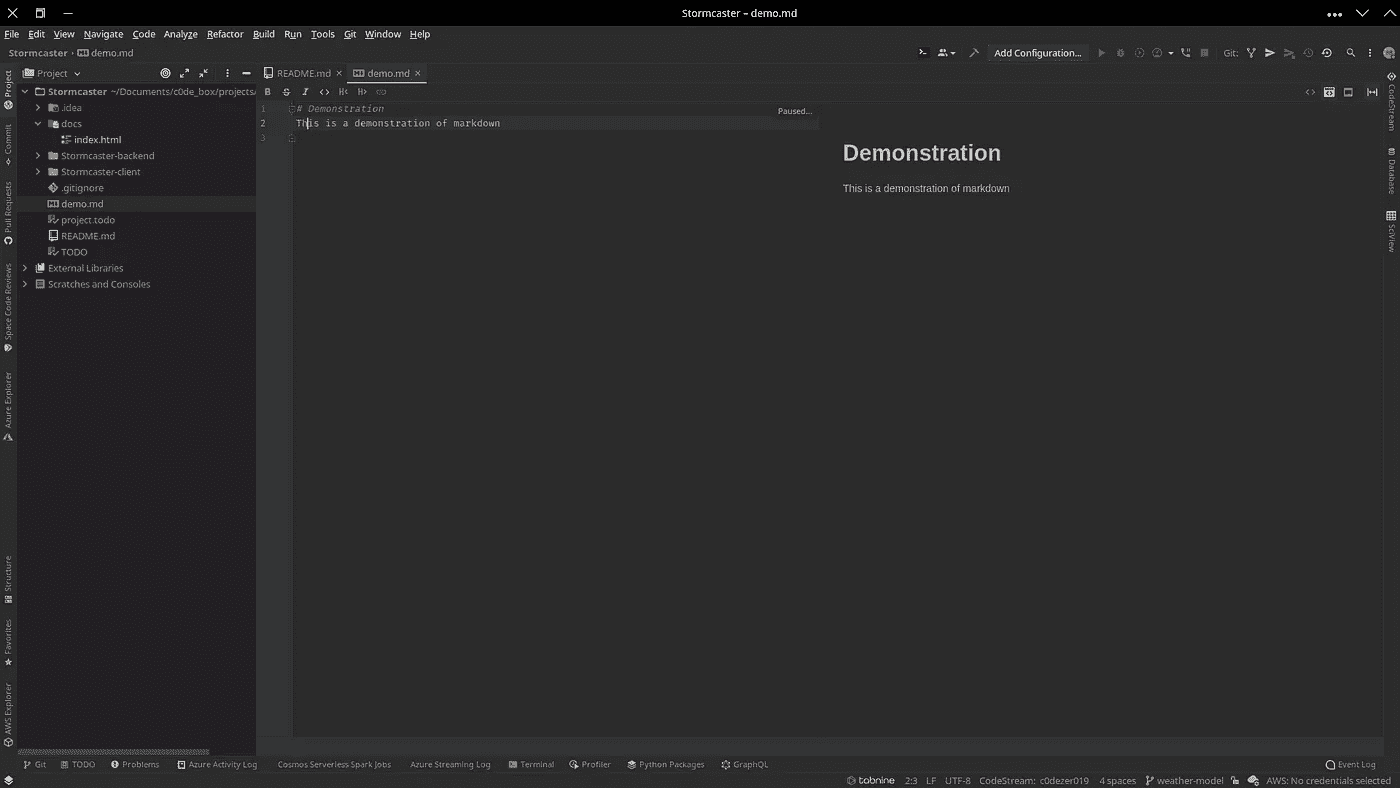 Stormcaster – demo.md
File Edit View Navigate Code Analyze Refactor Build Run Tools Git Window Help
Stormcaster › demo.md
Add Configuration...
Git:
Project
README.md
demo.md
Stormcaster ~/Documents/c0de_box/projects/
.idea
docs
index.html
Stormcaster-backend
Stormcaster-client
.gitignore
demo.md
project.todo
README.md
TODO
External Libraries
Scratches and Consoles
B S I <> H< H>
1 # Demonstration
2 This is a demonstration of markdown
3
Paused...
Demonstration
This is a demonstration of markdown
Project
Commit
Pull Requests
Space Code Reviews
Azure Explorer
Structure
Favorites
AWS Explorer
CodeStream
Database
SciView
Git TODO Problems Azure Activity Log Cosmos Serverless Spark Jobs Azure Streaming Log Terminal Profiler Python Packages GraphQL Event Log
tabnine 2:3 LF UTF-8 CodeStream: c0dezer019 4 spaces weather-model AWS: No credentials selected